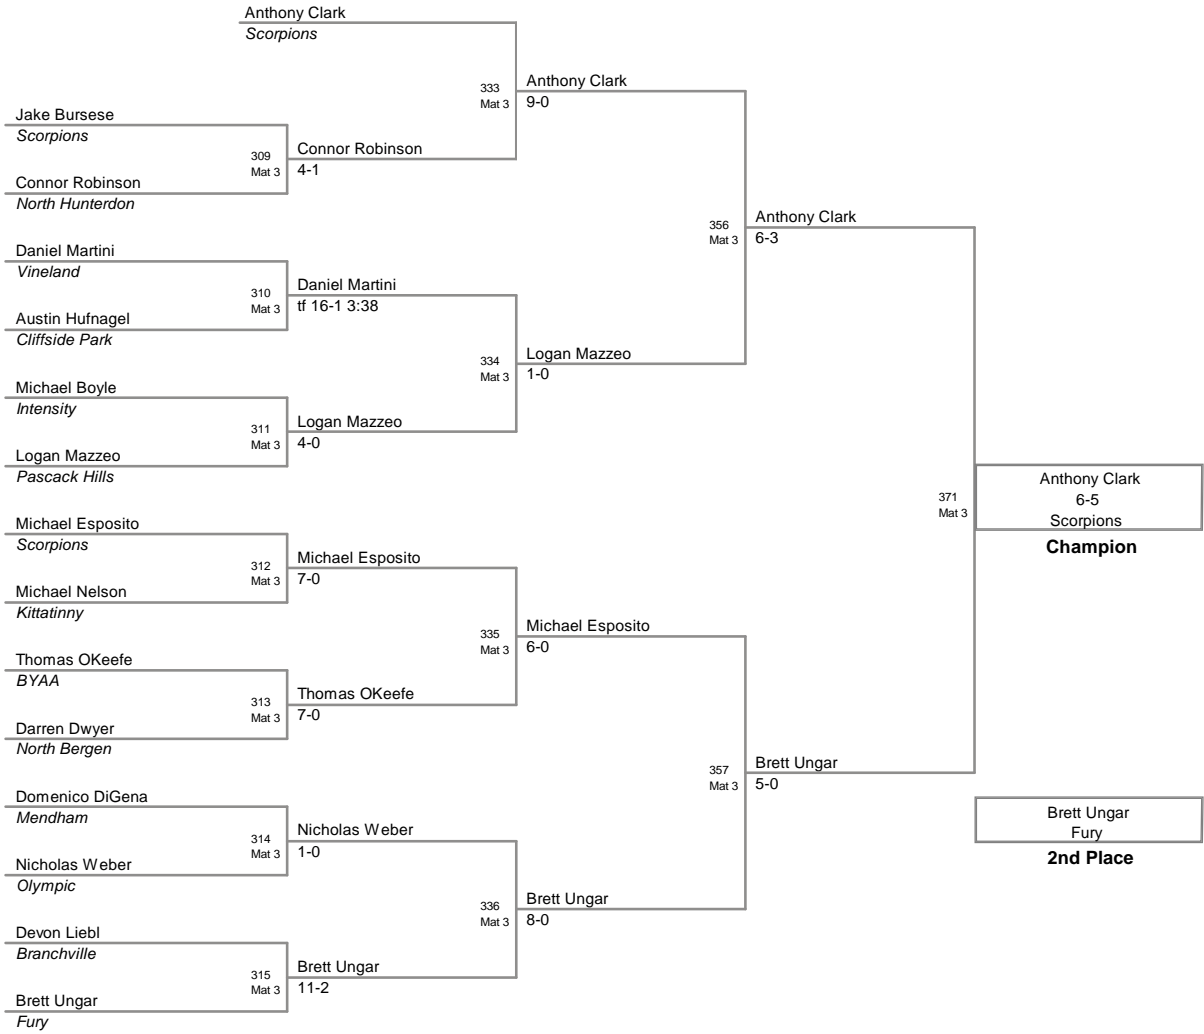 Anthony Clark
Scorpions
333
Mat 3
Anthony Clark
9-0
Jake Bursese
Scorpions
309
Mat 3
Connor Robinson
4-1
Connor Robinson
North Hunterdon
356
Mat 3
Anthony Clark
6-3
Daniel Martini
Vineland
310
Mat 3
Daniel Martini
tf 16-1 3:38
Austin Hufnagel
Cliffside Park
334
Mat 3
Logan Mazzeo
1-0
Michael Boyle
Intensity
311
Mat 3
Logan Mazzeo
4-0
Logan Mazzeo
Pascack Hills
371
Mat 3
Anthony Clark
6-5
Scorpions
Champion
Michael Esposito
Scorpions
312
Mat 3
Michael Esposito
7-0
Michael Nelson
Kittatinny
335
Mat 3
Michael Esposito
6-0
Thomas OKeefe
BYAA
313
Mat 3
Thomas OKeefe
7-0
Darren Dwyer
North Bergen
357
Mat 3
Brett Ungar
5-0
Domenico DiGena
Mendham
314
Mat 3
Nicholas Weber
1-0
Nicholas Weber
Olympic
Brett Ungar
Fury
2nd Place
336
Mat 3
Brett Ungar
8-0
Devon Liebl
Branchville
315
Mat 3
Brett Ungar
11-2
Brett Ungar
Fury